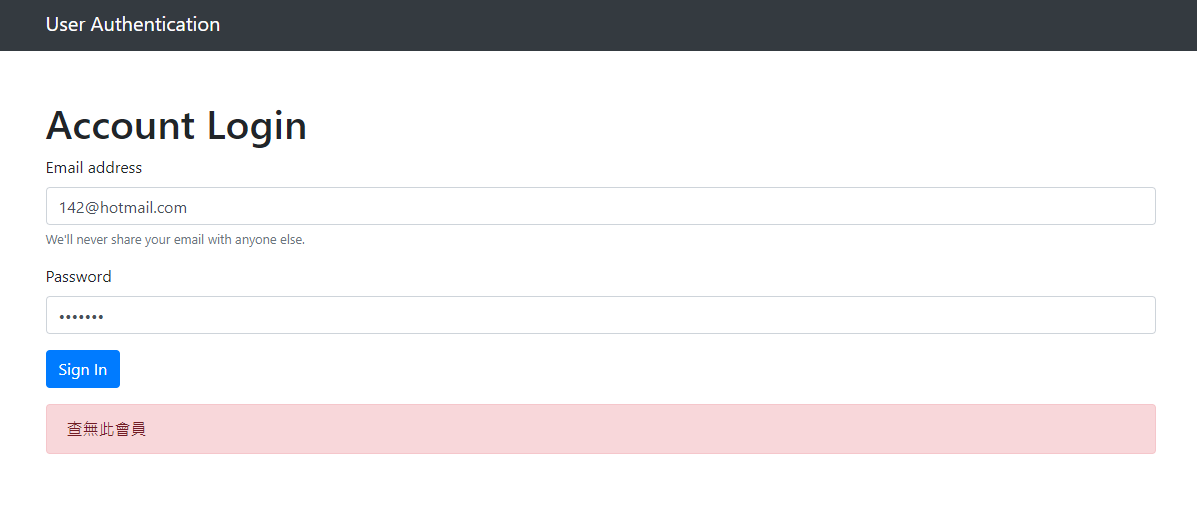 User Authentication
Account Login
Email address
142@hotmail.com
We'll never share your email with anyone else.
Password
•••••••
Sign In
查無此會員